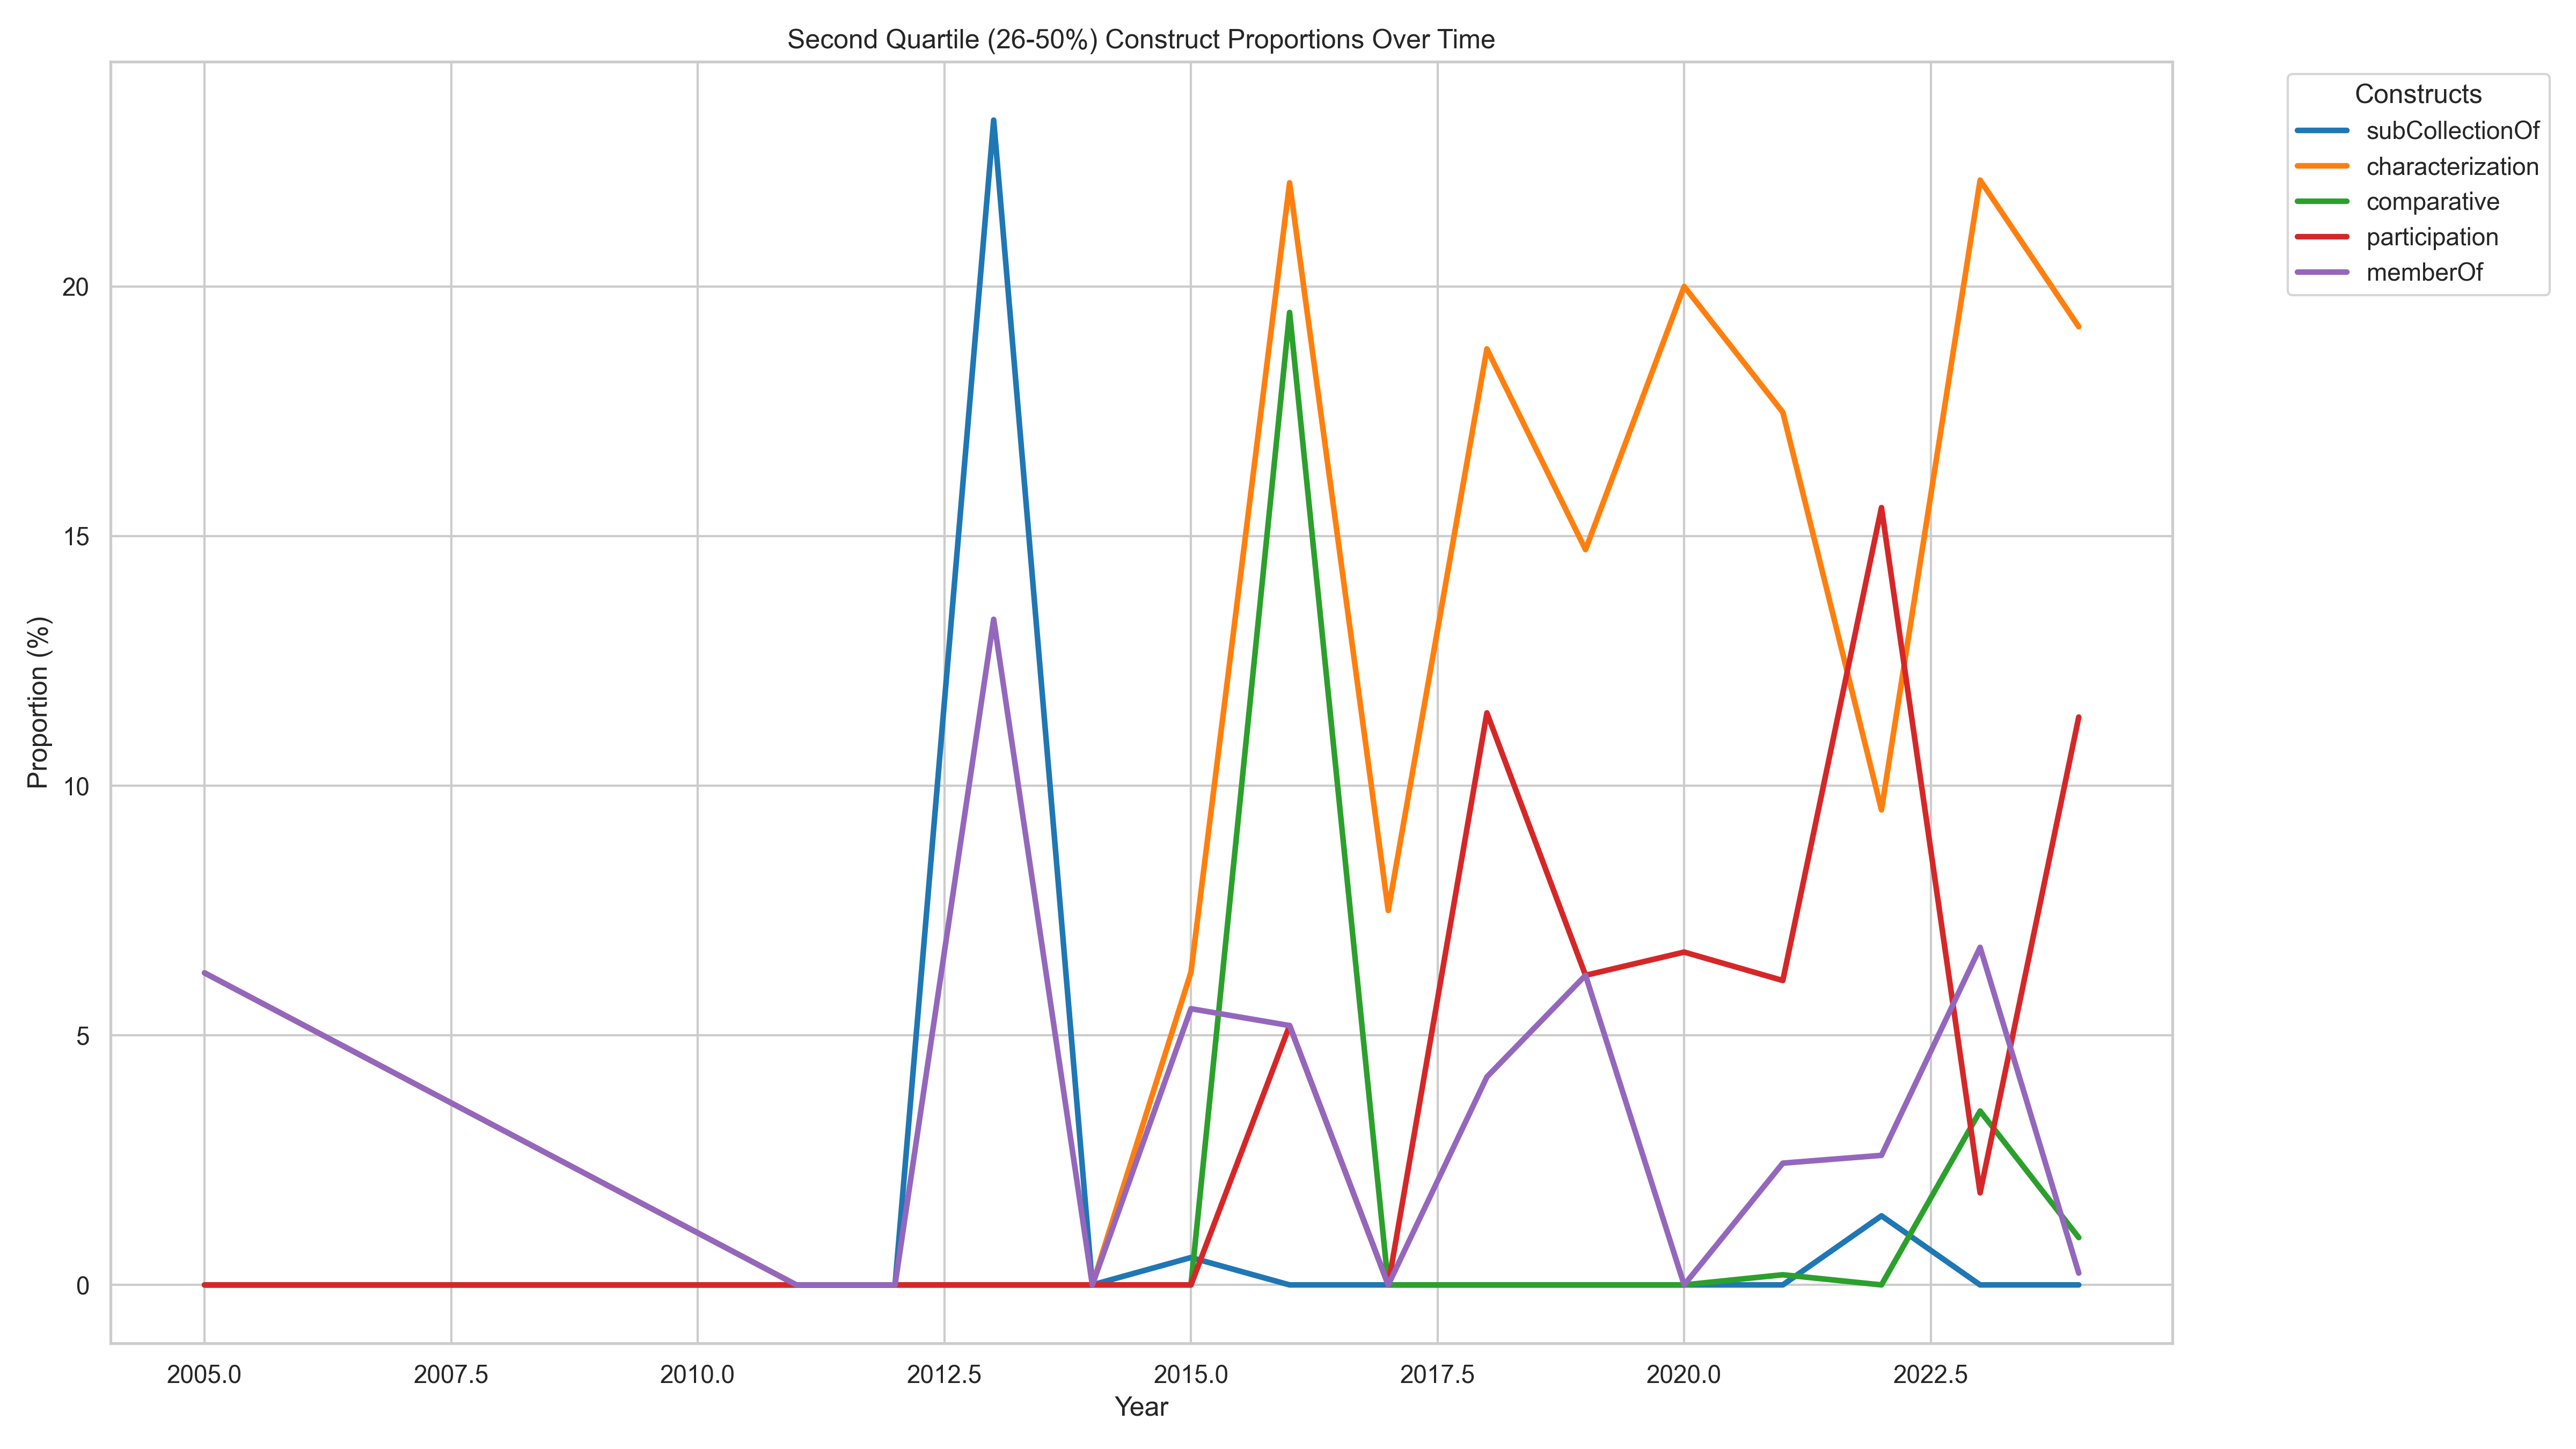 Second Quartile (26-50%) Construct Proportions Over Time
Constructs
subCollectionOf
characterization
comparative
participation
memberOf
Proportion (%)
20
15
10
5
0
2005.0 2007.5 2010.0 2012.5 2015.0 2017.5 2020.0 2022.5
Year